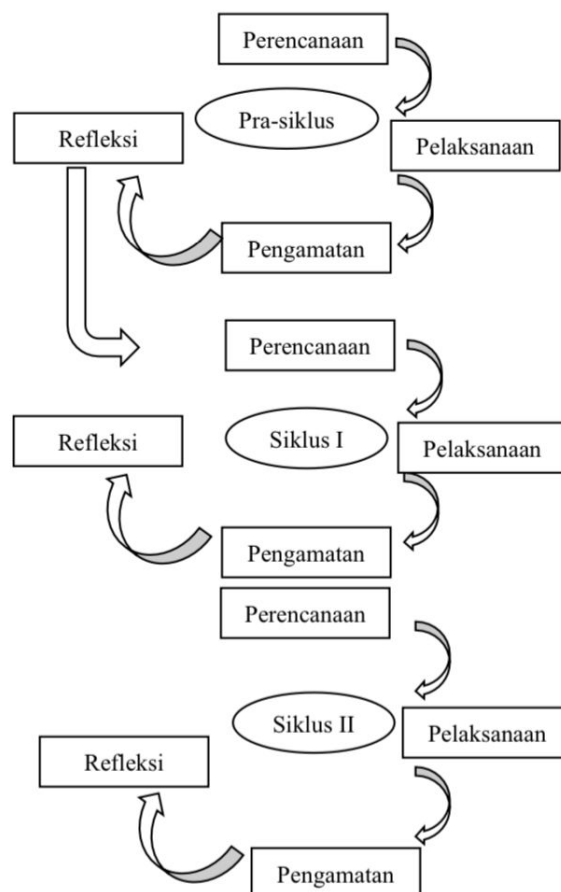 Perencanaan
Pra-siklus
Refleksi
Pelaksanaan
Pengamatan
Perencanaan
Refleksi
Siklus I
Pelaksanaan
Pengamatan
Perencanaan
Siklus II
Pelaksanaan
Refleksi
Pengamatan